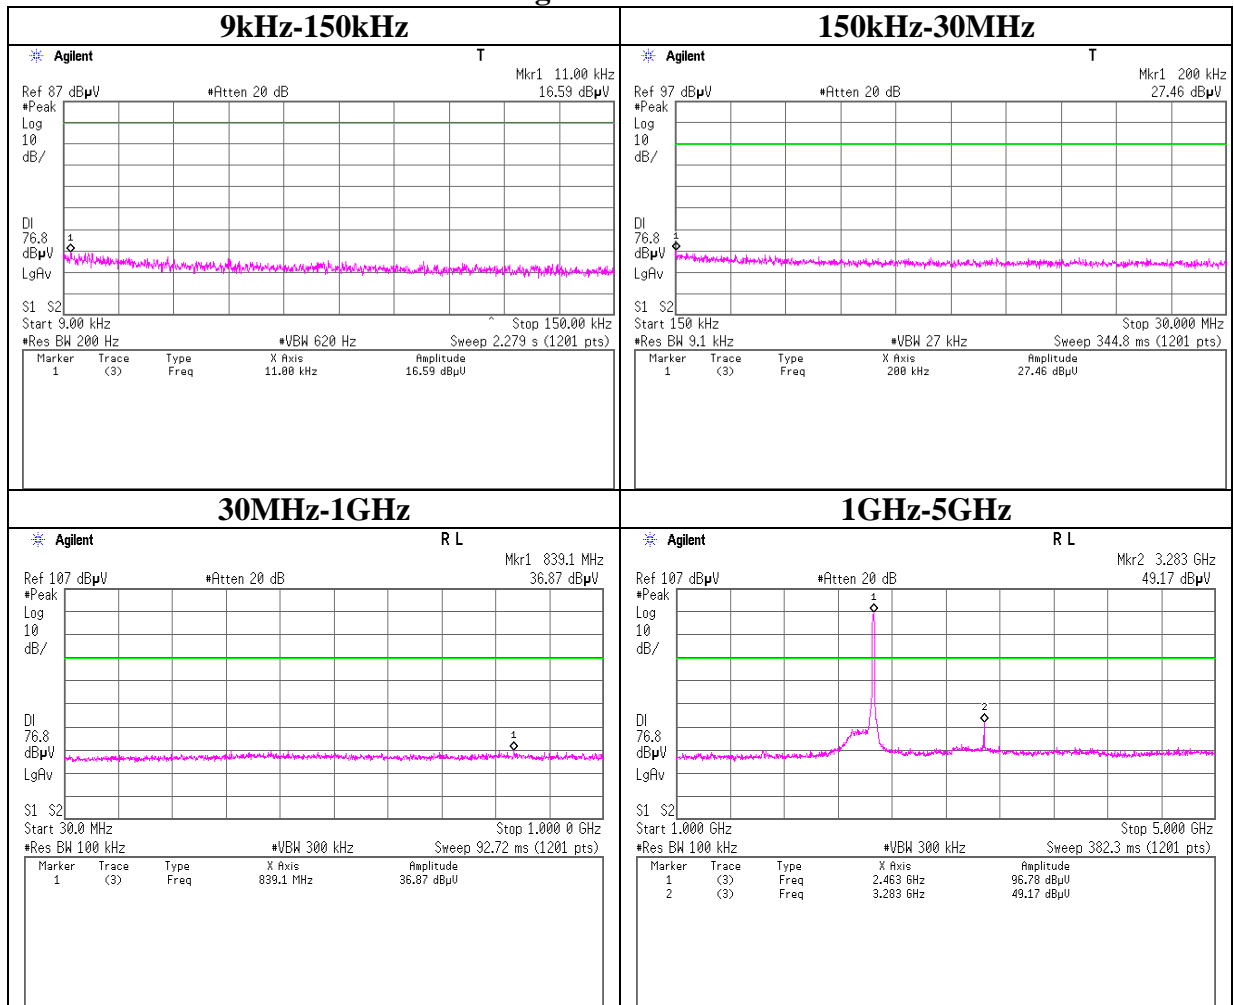 9kHz-150kHz
Agilent T
Mkr1 11.00 kHz
Ref 87 dBµV #Atten 20 dB 16.59 dBµV
#Peak
Log
10
dB/
DI
76.8
dBµV
LgAv
1
S1 S2
Start 9.00 kHz ^ Stop 150.00 kHz
#Res BW 200 Hz #VBW 620 Hz Sweep 2.279 s (1201 pts)
Marker Trace Type X Axis Amplitude
1 (3) Freq 11.00 kHz 16.59 dBµV
150kHz-30MHz
Agilent T
Mkr1 200 kHz
Ref 97 dBµV #Atten 20 dB 27.46 dBµV
#Peak
Log
10
dB/
DI
76.8
dBµV
LgAv
1
S1 S2
Start 150 kHz Stop 30.000 MHz
#Res BW 9.1 kHz #VBW 27 kHz Sweep 344.8 ms (1201 pts)
Marker Trace Type X Axis Amplitude
1 (3) Freq 200 kHz 27.46 dBµV
30MHz-1GHz
Agilent R L
Mkr1 839.1 MHz
Ref 107 dBµV #Atten 20 dB 36.87 dBµV
#Peak
Log
10
dB/
DI
76.8
dBµV
LgAv
1
S1 S2
Start 30.0 MHz Stop 1.000 0 GHz
#Res BW 100 kHz #VBW 300 kHz Sweep 92.72 ms (1201 pts)
Marker Trace Type X Axis Amplitude
1 (3) Freq 839.1 MHz 36.87 dBµV
1GHz-5GHz
Agilent R L
Mkr2 3.283 GHz
Ref 107 dBµV #Atten 20 dB 49.17 dBµV
#Peak
Log
10
dB/
DI
76.8
dBµV
LgAv
1
2
S1 S2
Start 1.000 GHz Stop 5.000 GHz
#Res BW 100 kHz #VBW 300 kHz Sweep 382.3 ms (1201 pts)
Marker Trace Type X Axis Amplitude
1 (3) Freq 2.463 GHz 96.78 dBµV
2 (3) Freq 3.283 GHz 49.17 dBµV